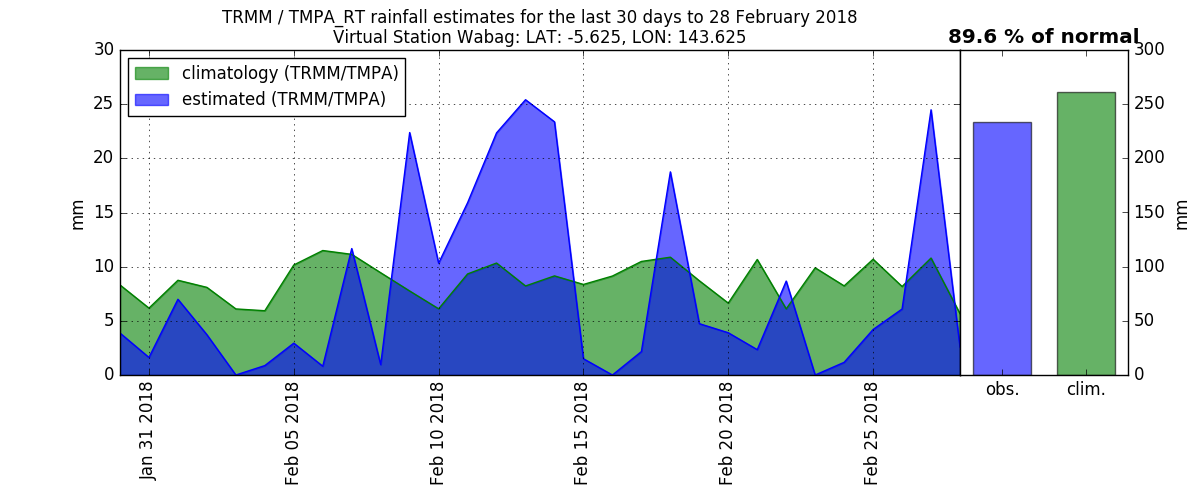 TRMM / TMPA_RT rainfall estimates for the last 30 days to 28 February 2018
Virtual Station Wabag: LAT: -5.625, LON: 143.625
89.6 % of normal
climatology (TRMM/TMPA)
estimated (TRMM/TMPA)
30
25
20
15
10
5
0
mm
300
250
200
150
100
50
0
mm
Jan 31 2018
Feb 05 2018
Feb 10 2018
Feb 15 2018
Feb 20 2018
Feb 25 2018
obs.
clim.